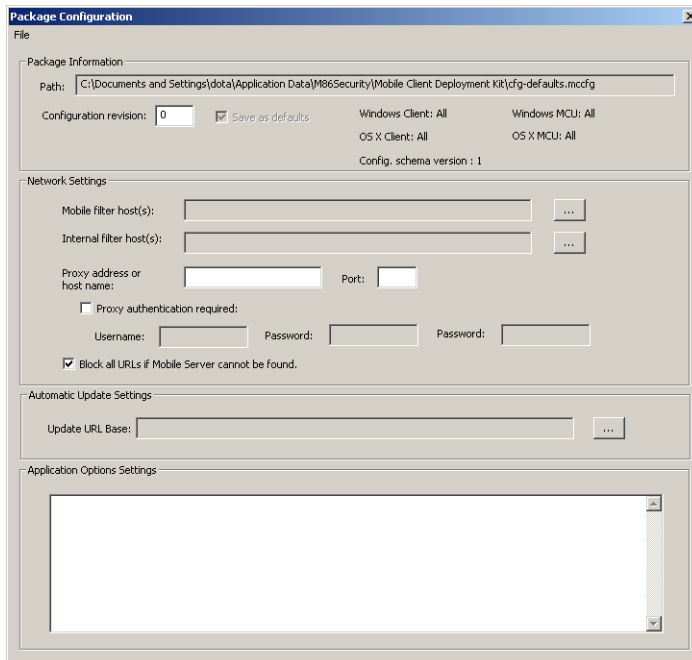 Package Configuration
File
Package Information
Path: C:\Documents and Settings\dota\Application Data\M86Security\Mobile Client Deployment Kit\cfg-defaults.mccfg
Configuration revision: 0 Save as defaults Windows Client: All Windows MCU: All
OS X Client: All OS X MCU: All
Config. schema version : 1
Network Settings
Mobile filter host(s): ...
Internal filter host(s): ...
Proxy address or
host name: Port:
Proxy authentication required:
Username: Password: Password:
Block all URLs if Mobile Server cannot be found.
Automatic Update Settings
Update URL Base: ...
Application Options Settings